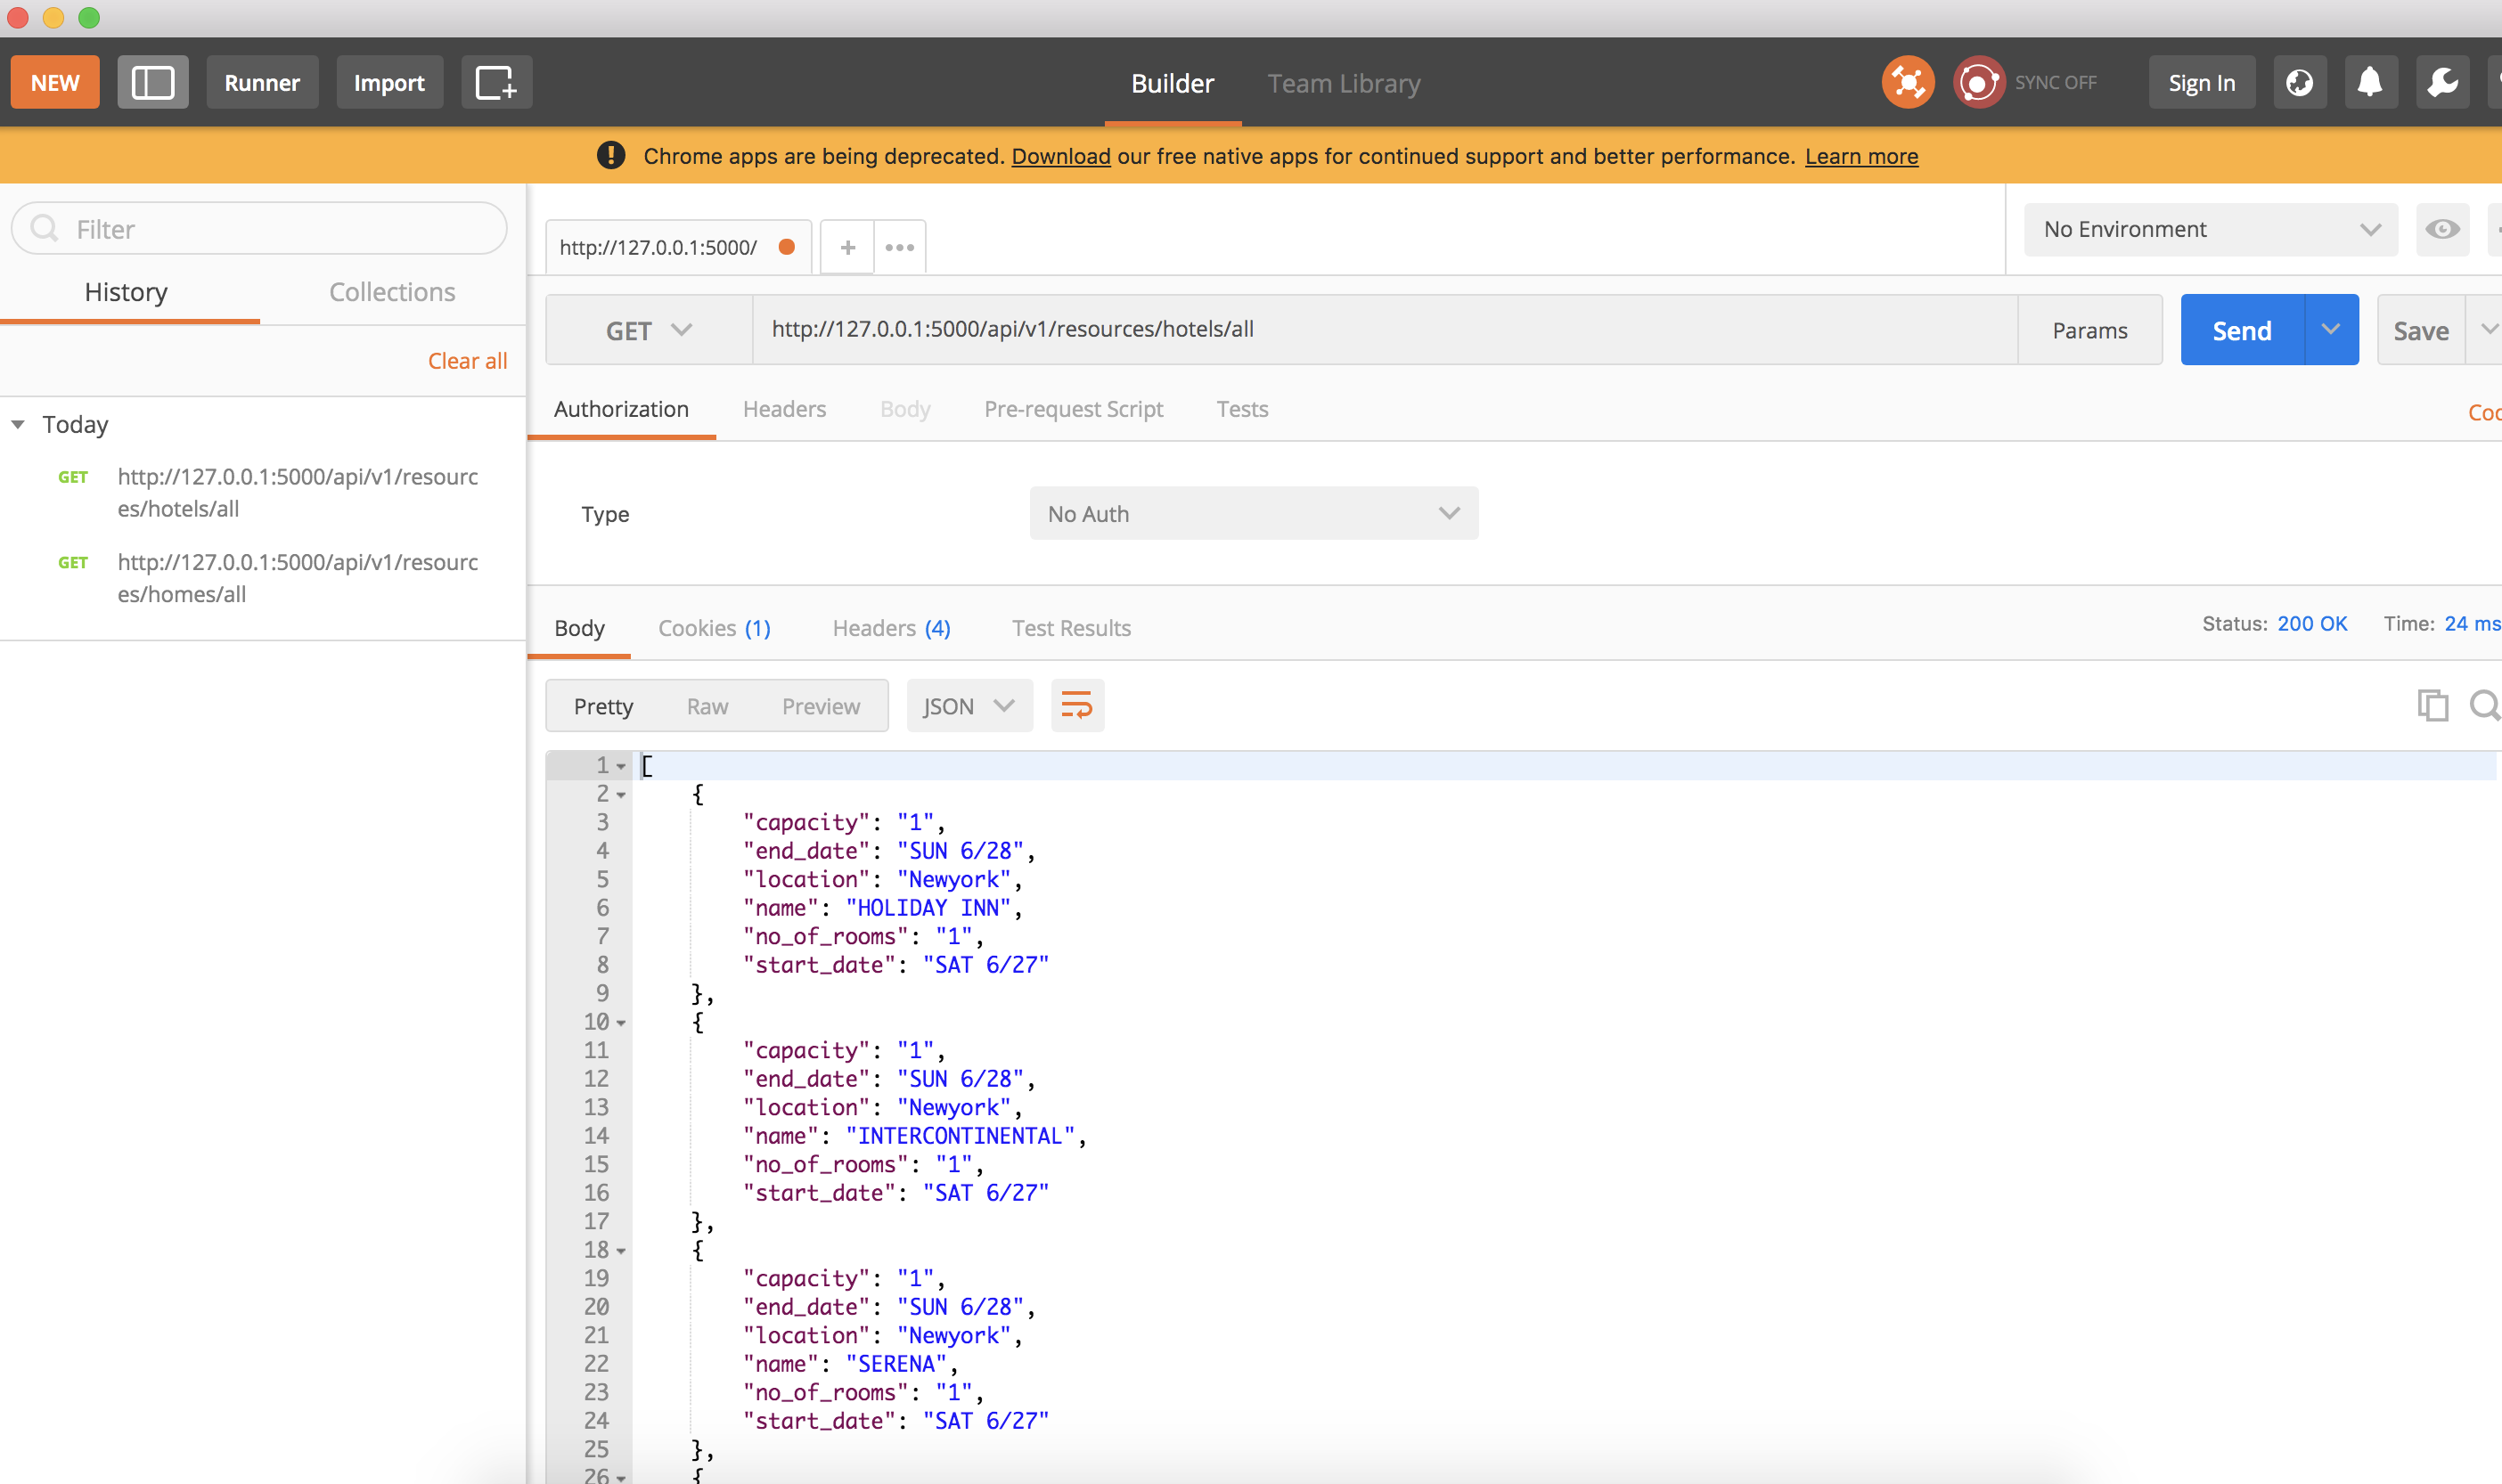 NEW Runner Import Builder Team Library SYNC OFF Sign In
! Chrome apps are being deprecated. Download our free native apps for continued support and better performance. Learn more
Filter
History Collections
Clear all
Today
GET http://127.0.0.1:5000/api/v1/resourc
es/hotels/all
GET http://127.0.0.1:5000/api/v1/resourc
es/homes/all
http://127.0.0.1:5000/ + •••
No Environment
GET http://127.0.0.1:5000/api/v1/resources/hotels/all Params Send Save
Authorization Headers Body Pre-request Script Tests
Type No Auth
Body Cookies (1) Headers (4) Test Results Status: 200 OK Time: 24 ms
Pretty Raw Preview JSON
1 [
2 {
3 "capacity": "1",
4 "end_date": "SUN 6/28",
5 "location": "Newyork",
6 "name": "HOLIDAY INN",
7 "no_of_rooms": "1",
8 "start_date": "SAT 6/27"
9 },
10 {
11 "capacity": "1",
12 "end_date": "SUN 6/28",
13 "location": "Newyork",
14 "name": "INTERCONTINENTAL",
15 "no_of_rooms": "1",
16 "start_date": "SAT 6/27"
17 },
18 {
19 "capacity": "1",
20 "end_date": "SUN 6/28",
21 "location": "Newyork",
22 "name": "SERENA",
23 "no_of_rooms": "1",
24 "start_date": "SAT 6/27"
25 },
26 {